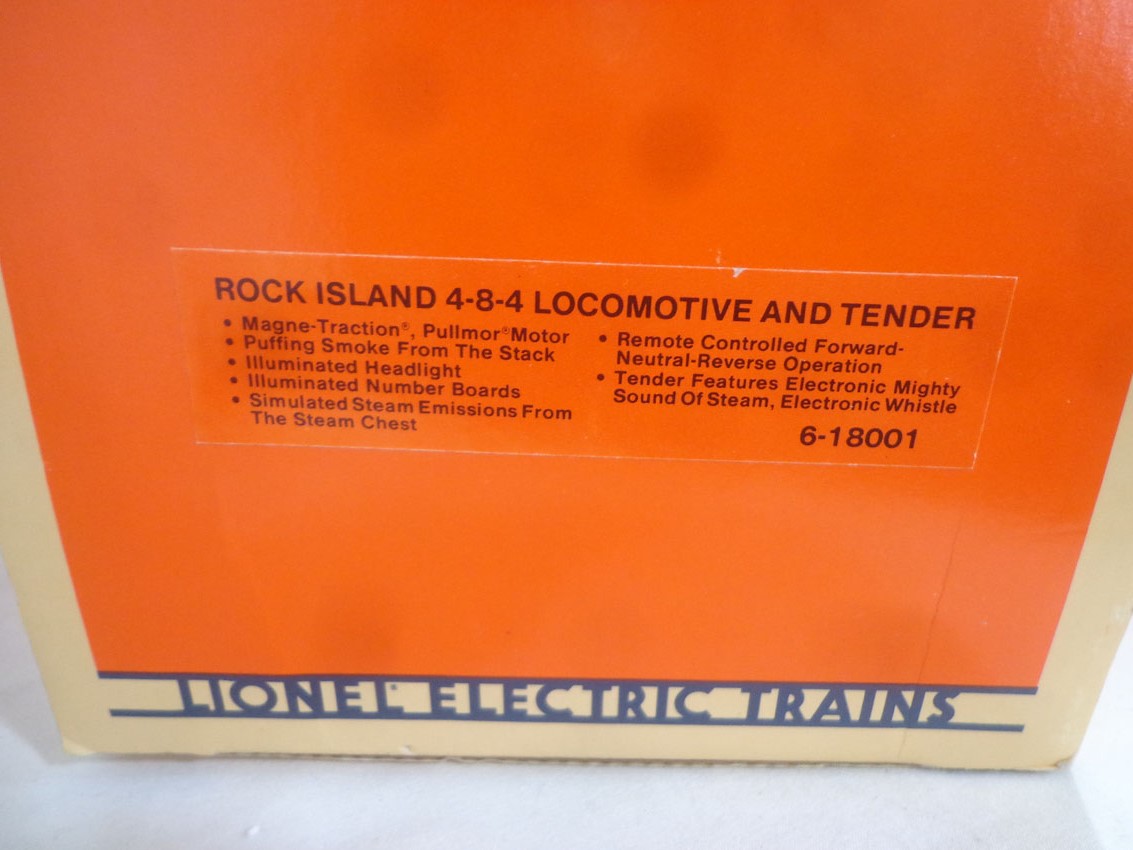 ROCK ISLAND 4-8-4 LOCOMOTIVE AND TENDER
• Magne-Traction®, Pullmor® Motor
• Puffing Smoke From The Stack
• Illuminated Headlight
• Illuminated Number Boards
• Simulated Steam Emissions From
The Steam Chest
• Remote Controlled Forward-
Neutral-Reverse Operation
• Tender Features Electronic Mighty
Sound Of Steam, Electronic Whistle
6-18001
LIONEL® ELECTRIC TRAINS